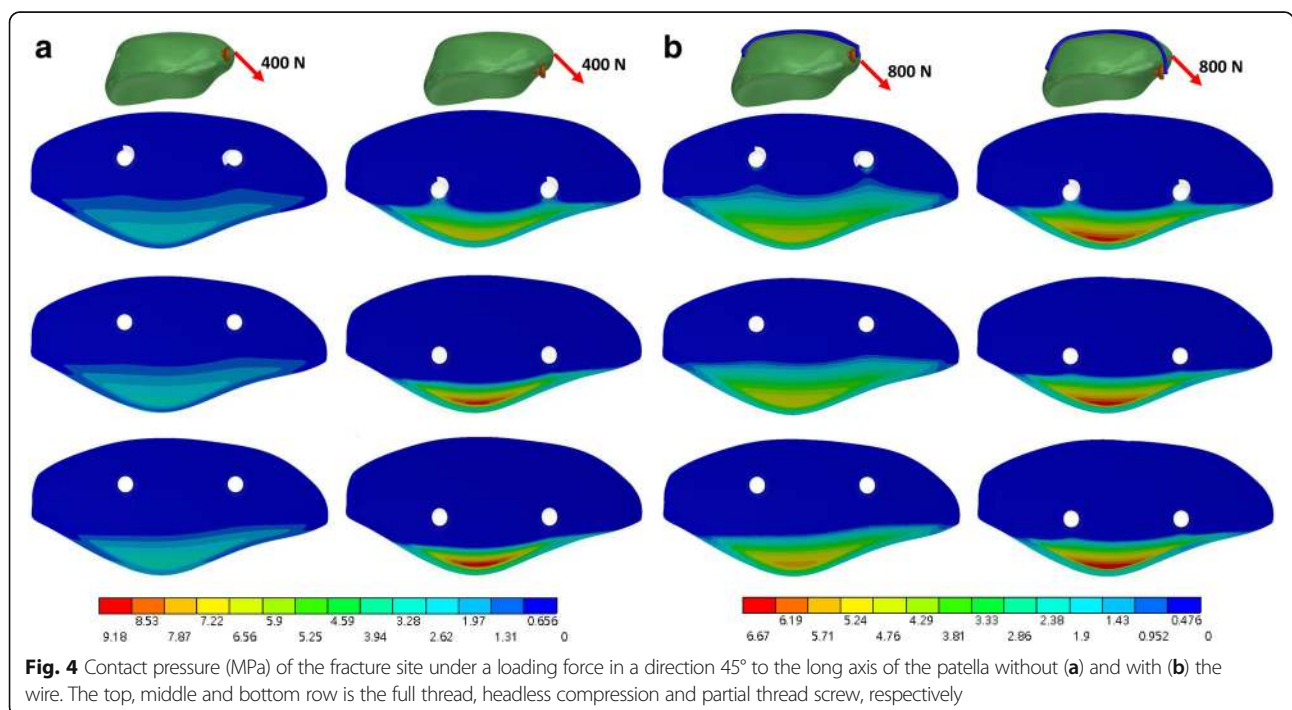 a
400 N
400 N
b
800 N
800 N
8.53 7.22 5.9 4.59 3.28 1.97 0.656
9.18 7.87 6.56 5.25 3.94 2.62 1.31 0
6.19 5.24 4.29 3.33 2.38 1.43 0.476
6.67 5.71 4.76 3.81 2.86 1.9 0.952 0
Fig. 4 Contact pressure (MPa) of the fracture site under a loading force in a direction 45° to the long axis of the patella without (a) and with (b) the
wire. The top, middle and bottom row is the full thread, headless compression and partial thread screw, respectively